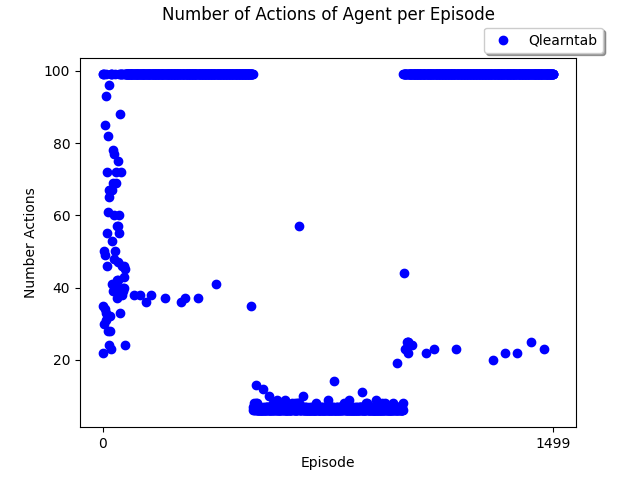 Number of Actions of Agent per Episode
Qlearntab
100
80
60
40
20
Number Actions
0
1499
Episode